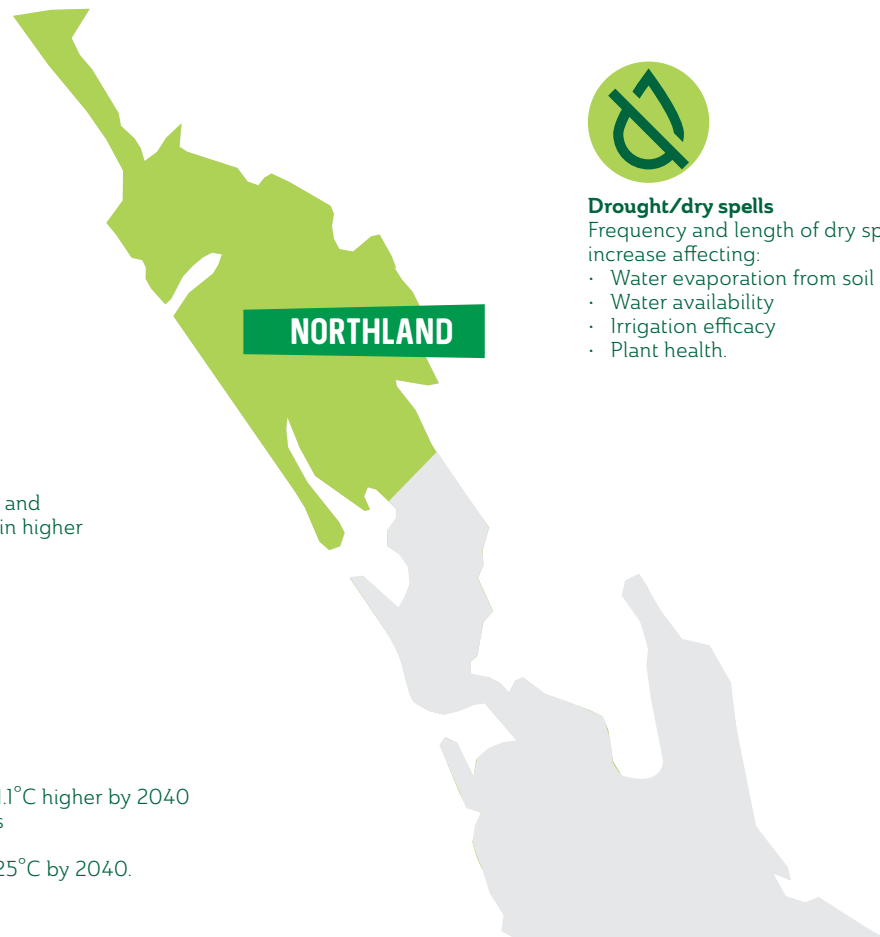 NORTHLAND
Drought/dry spells
Frequency and length of dry
increase affecting:
· Water evaporation from soil
· Water availability
· Irrigation efficacy
· Plant health.
and
in higher
1.1°C higher by 2040
25°C by 2040.